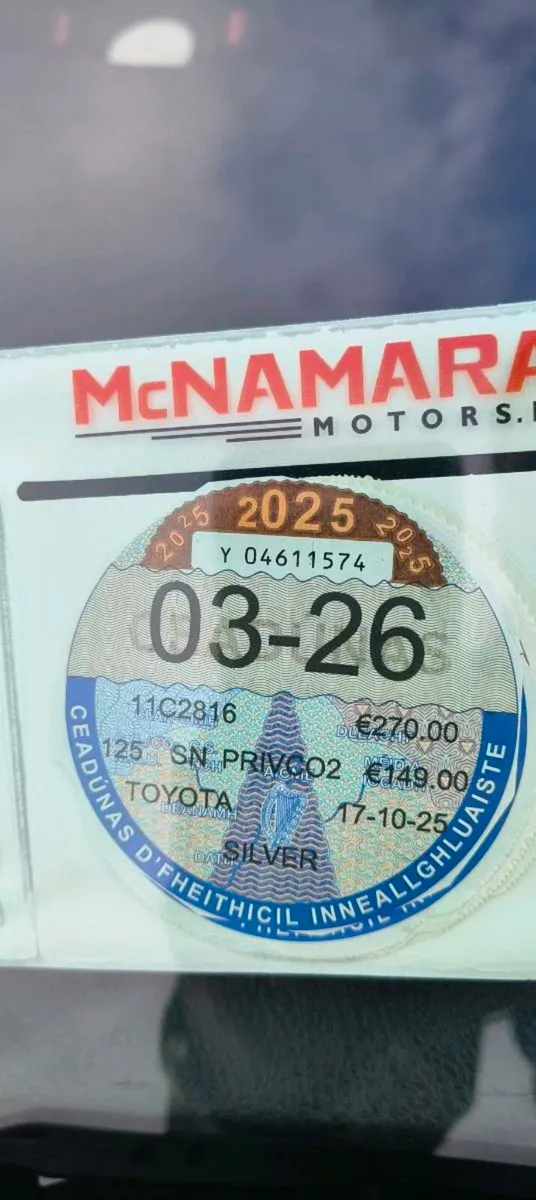 McNAMARA
MOTORS.
2025 2025 2025
Y 04611574
03-26
11C2816 €270.00
125 SN PRIVCO2 €149.00
TOYOTA 17-10-25
SILVER
CEADÚNAS D'FHEITHICIL INNEALLGHLUAISTE